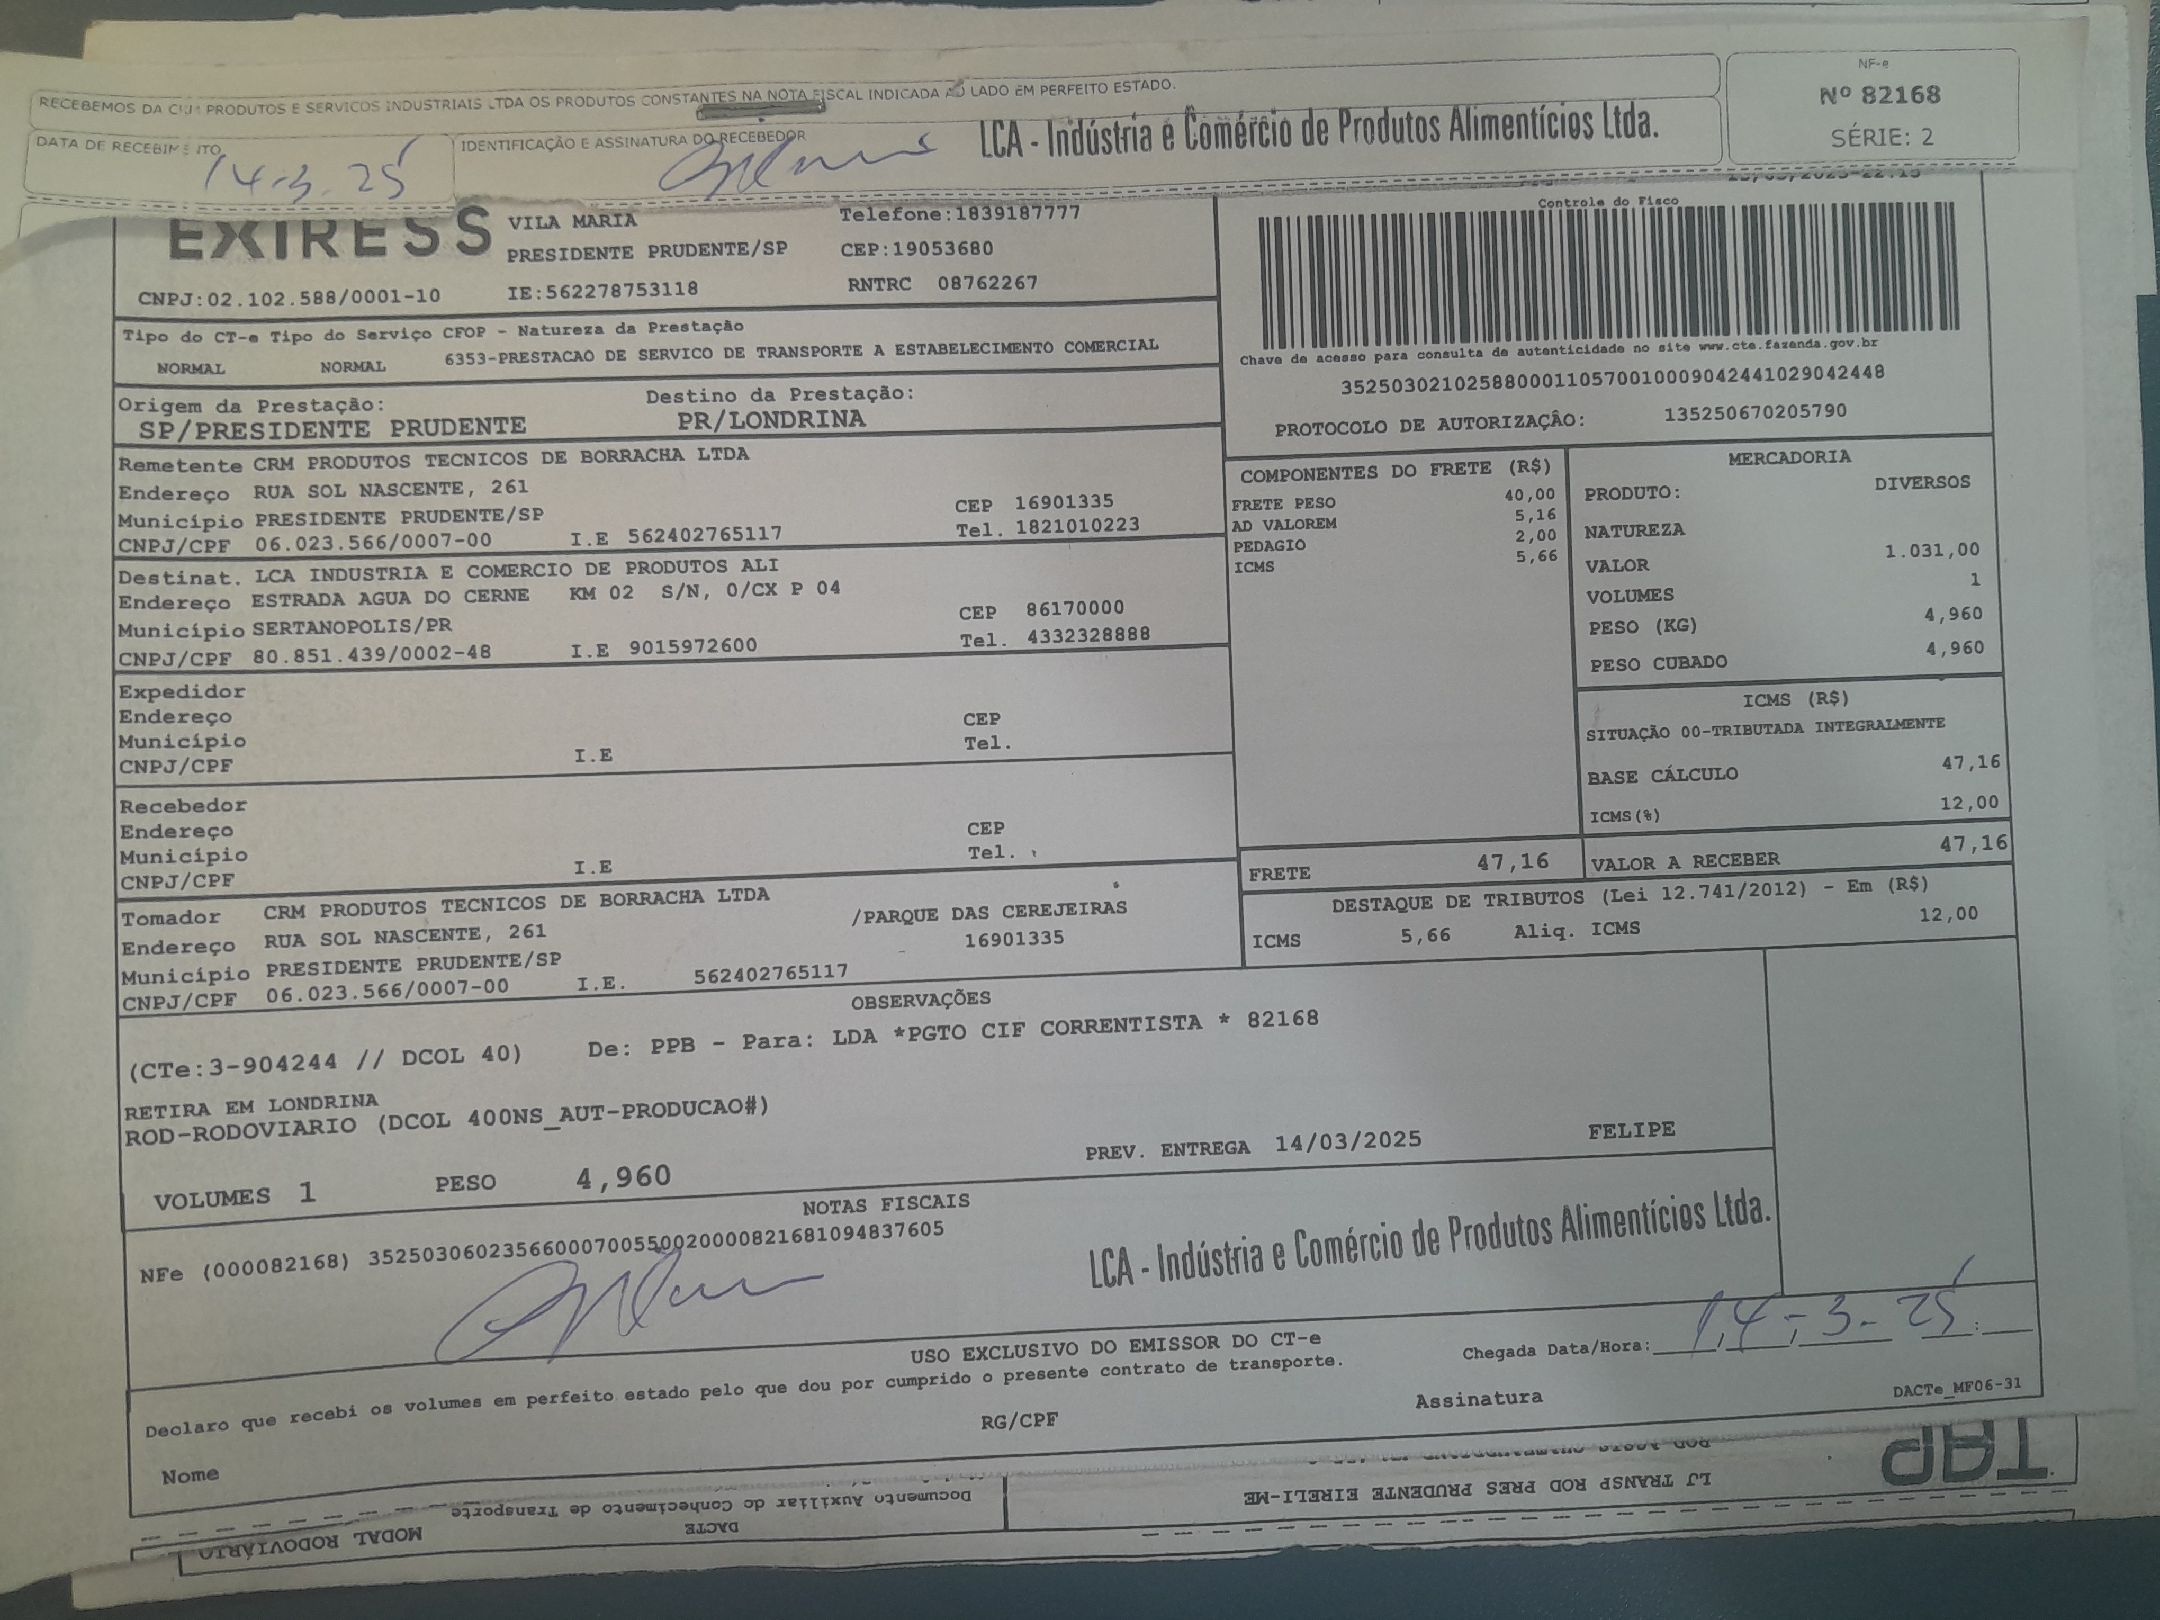 RECEBEMOS DA PRODUTOS E SERVICOS INDUSTRIAIS LTDA OS PRODUTOS CONSTANTES NA NOTA FISCAL INDICADA AO LADO EM PERFEITO ESTADO.
NF-e
Nº 82168
SÉRIE: 2
DATA DE RECEBIMENTO
14-3-25
IDENTIFICAÇÃO E ASSINATURA DO RECEBEDOR
LCA - Indústria e Comércio de Produtos Alimentícios Ltda.
VILA MARIA
Telefone:1839187777
PRESIDENTE PRUDENTE/SP
CEP:19053680
CNPJ:02.102.588/0001-10
IE:562278753118
RNTRC 08762267
Controle do Fisco
Chave de acesso para consulta de autenticidade no site www.cte.fazenda.gov.br
35250302102588000110570010009042441029042448
PROTOCOLO DE AUTORIZAÇÂO: 135250670205790
Tipo do CT-e Tipo do Serviço CFOP - Natureza da Prestação
NORMAL NORMAL 6353-PRESTACAO DE SERVICO DE TRANSPORTE A ESTABELECIMENTO COMERCIAL
Origem da Prestação:
SP/PRESIDENTE PRUDENTE
Destino da Prestação:
PR/LONDRINA
Remetente CRM PRODUTOS TECNICOS DE BORRACHA LTDA
Endereço RUA SOL NASCENTE, 261
CEP 16901335
Município PRESIDENTE PRUDENTE/SP
Tel. 1821010223
CNPJ/CPF 06.023.566/0007-00 I.E 562402765117
Destinat. LCA INDUSTRIA E COMERCIO DE PRODUTOS ALI
Endereço ESTRADA AGUA DO CERNE KM 02 S/N, 0/CX P 04
CEP 86170000
Município SERTANOPOLIS/PR
Tel. 4332328888
CNPJ/CPF 80.851.439/0002-48 I.E 9015972600
Expedidor
Endereço
CEP
Município
Tel.
CNPJ/CPF I.E
Recebedor
Endereço
CEP
Município
Tel.
CNPJ/CPF I.E
Tomador CRM PRODUTOS TECNICOS DE BORRACHA LTDA
Endereço RUA SOL NASCENTE, 261 /PARQUE DAS CEREJEIRAS
Município PRESIDENTE PRUDENTE/SP 16901335
CNPJ/CPF 06.023.566/0007-00 I.E. 562402765117
COMPONENTES DO FRETE (R$)
FRETE PESO 40,00
AD VALOREM 5,16
PEDAGIO 2,00
ICMS 5,66
MERCADORIA
PRODUTO: DIVERSOS
NATUREZA
VALOR 1.031,00
VOLUMES 1
PESO (KG) 4,960
PESO CUBADO 4,960
ICMS (R$)
SITUAÇÃO 00-TRIBUTADA INTEGRALMENTE
BASE CÁLCULO 47,16
ICMS(%) 12,00
FRETE 47,16
VALOR A RECEBER 47,16
DESTAQUE DE TRIBUTOS (Lei 12.741/2012) - Em (R$)
ICMS 5,66 Aliq. ICMS 12,00
OBSERVAÇÕES
(CTe:3-904244 // DCOL 40) De: PPB - Para: LDA *PGTO CIF CORRENTISTA * 82168
RETIRA EM LONDRINA
ROD-RODOVIARIO (DCOL 400NS_AUT-PRODUCAO#)
PREV. ENTREGA 14/03/2025 FELIPE
VOLUMES 1 PESO 4,960
NOTAS FISCAIS
NFe (000082168) 35250306023566000700550020000821681094837605
LCA - Indústria e Comércio de Produtos Alimentícios Ltda.
USO EXCLUSIVO DO EMISSOR DO CT-e
Chegada Data/Hora: 14-3-25
Declaro que recebi os volumes em perfeito estado pelo que dou por cumprido o presente contrato de transporte.
Nome RG/CPF Assinatura
DACTe_MF06-31
TAP
LJ TRANSP ROD PRES PRUDENTE EIRELI-ME
DACTE
Documento Auxiliar do Conhecimento de Transporte
MODAL RODOVIÁRIO